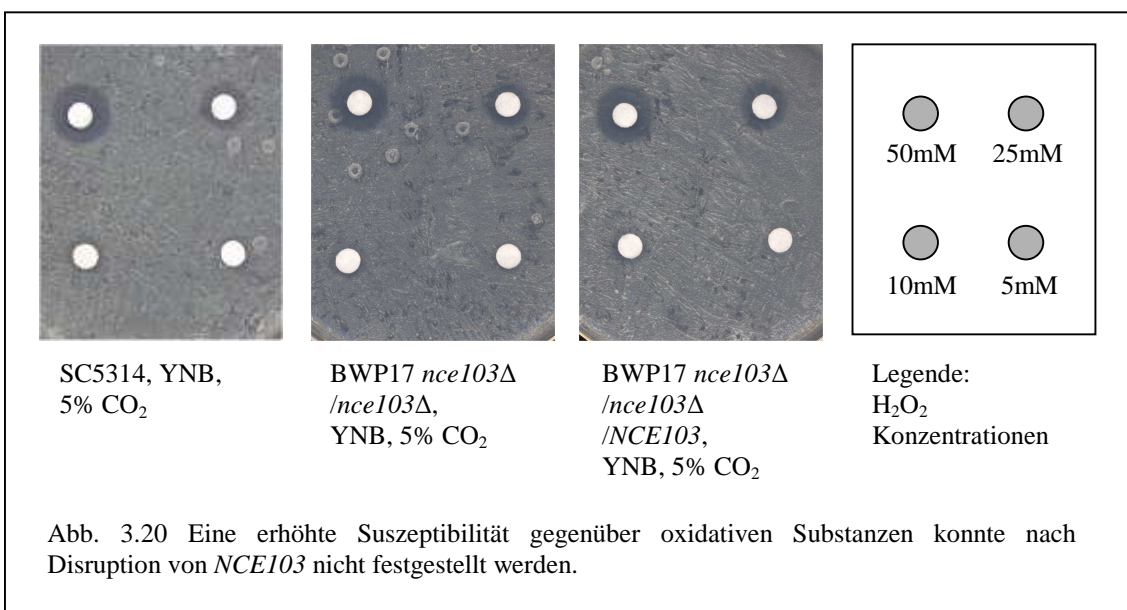 50mM 25mM
10mM 5mM
SC5314, YNB,
5% CO₂
BWP17 nce103Δ
/nce103Δ,
YNB, 5% CO₂
BWP17 nce103Δ
/nce103Δ
/NCE103,
YNB, 5% CO₂
Legende:
H₂O₂
Konzentrationen
Abb. 3.20 Eine erhöhte Suszeptibilität gegenüber oxidativen Substanzen konnte nach
Disruption von NCE103 nicht festgestellt werden.